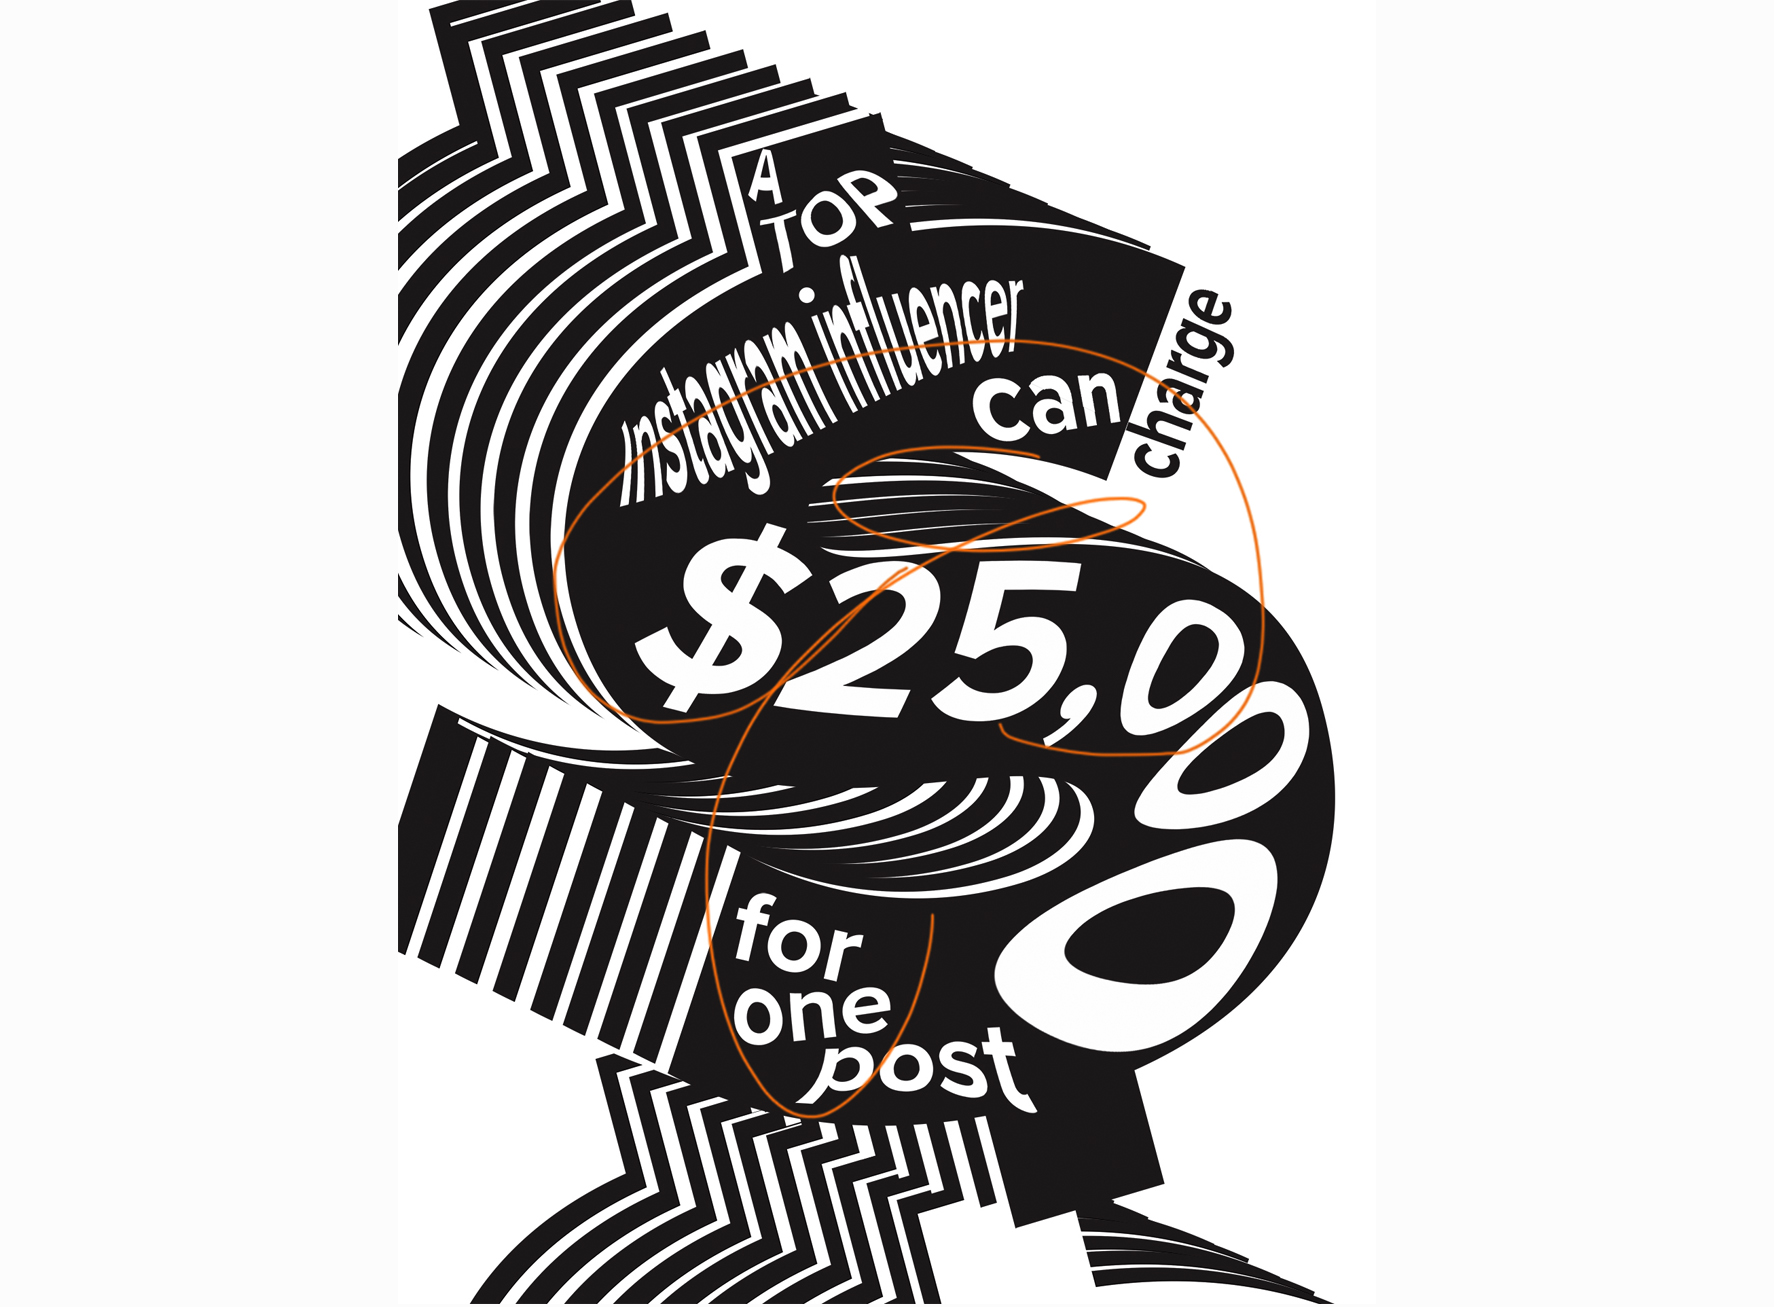 A
TOP
Instagram influencer
can
charge
$25,000
for
one
post